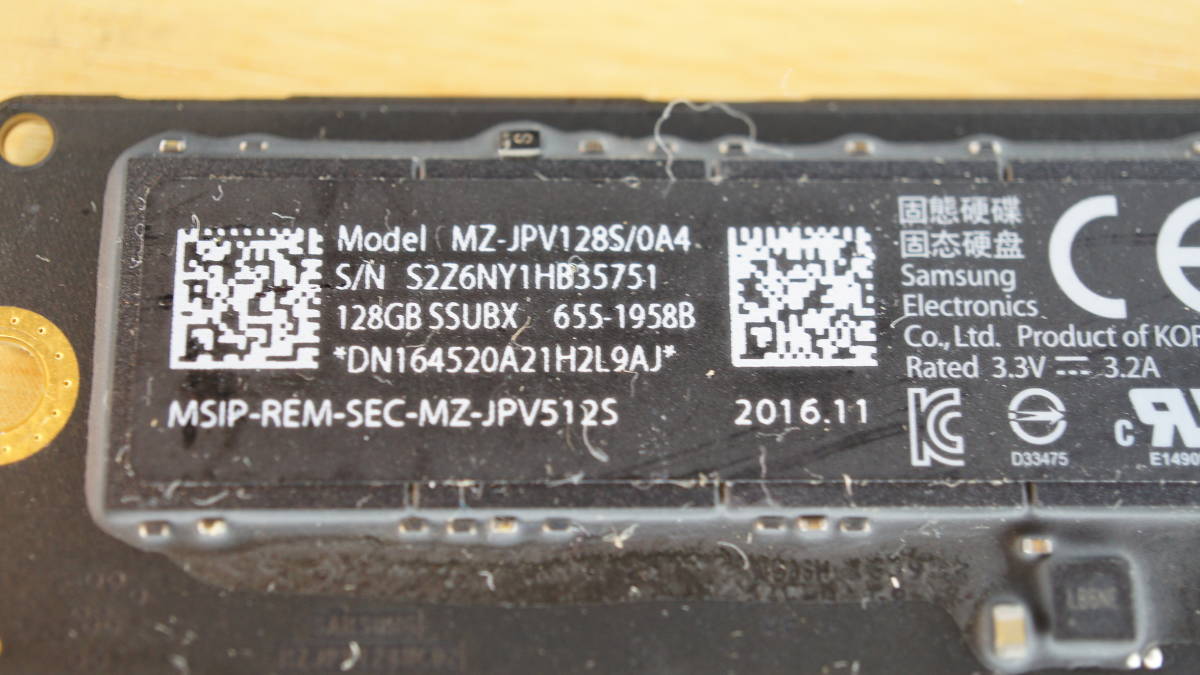 Model MZ-JPV128S/0A4
S/N S2Z6NY1HB35751
128GB SSUBX 655-1958B
*DN164520A21H2L9AJ*
MSIP-REM-SEC-MZ-JPV512S
2016.11
固態硬碟
固态硬盘
Samsung
Electronics
Co., Ltd. Product of KOR
Rated 3.3V 3.2A
CE
D33475
E1490